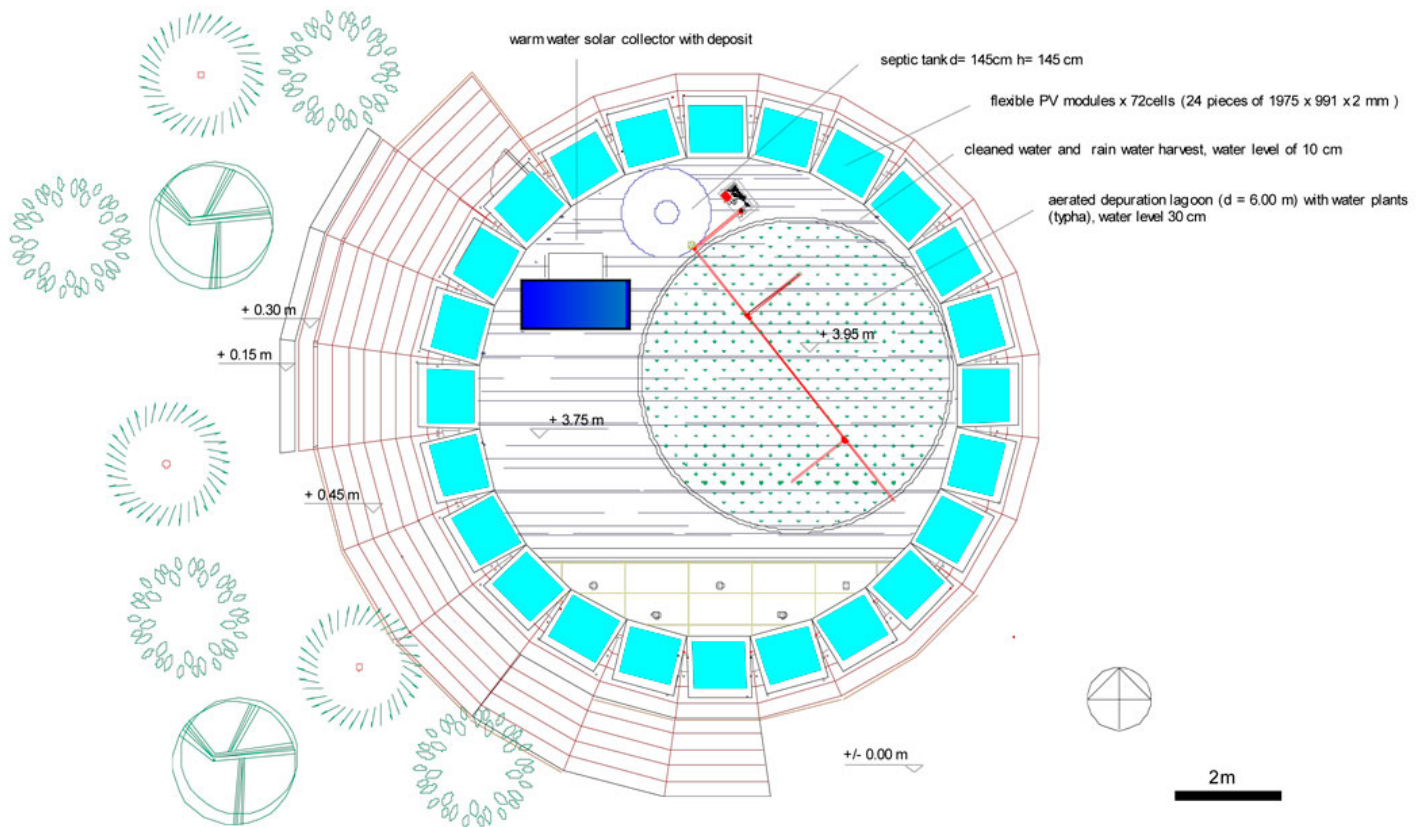 warm water solar collector with deposit
septic tank d= 145cm h= 145 cm
flexible PV modules x 72cells (24 pieces of 1975 x 991 x 2 mm )
cleaned water and rain water harvest, water level of 10 cm
aerated depuration lagoon (d = 6.00 m) with water plants
(typha), water level 30 cm
+ 0.30 m
+ 3.95 m
+ 0.15 m
+ 3.75 m
+ 0.45 m
+/- 0.00 m
2m